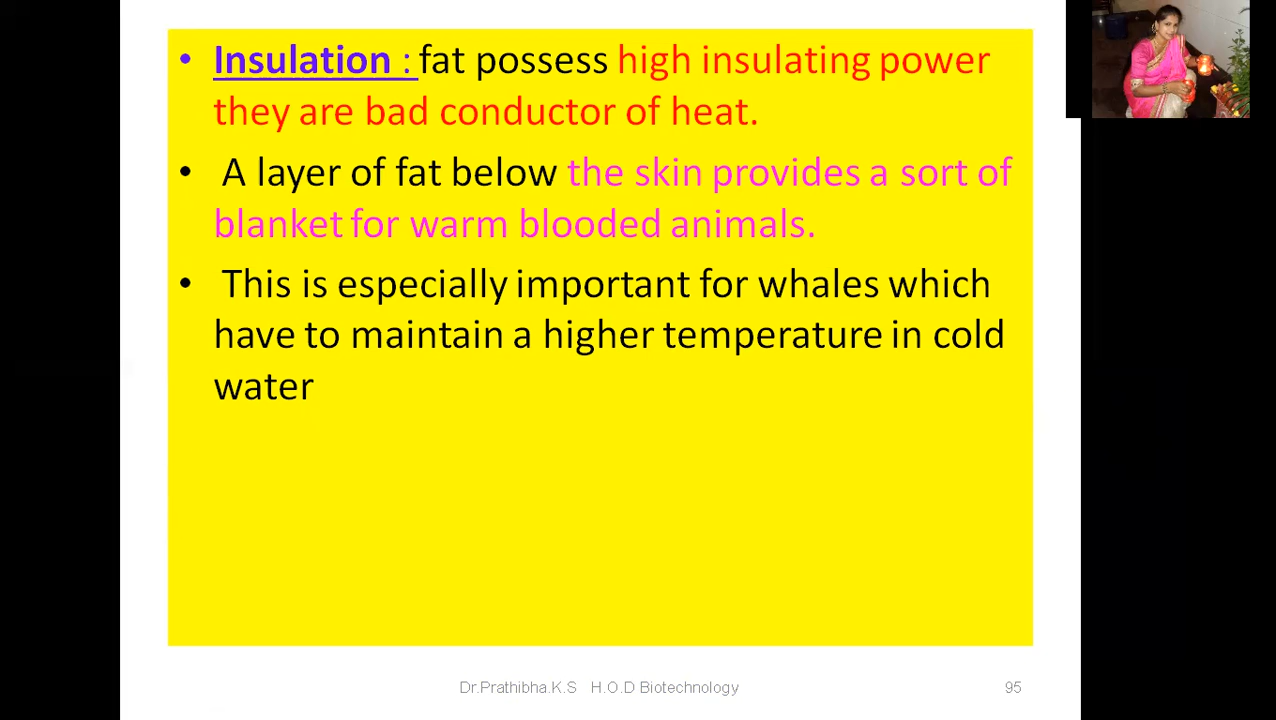 • Insulation : fat possess high insulating power
they are bad conductor of heat.
• A layer of fat below the skin provides a sort of
blanket for warm blooded animals.
• This is especially important for whales which
have to maintain a higher temperature in cold
water
Dr.Prathibha.K.S H.O.D Biotechnology 95